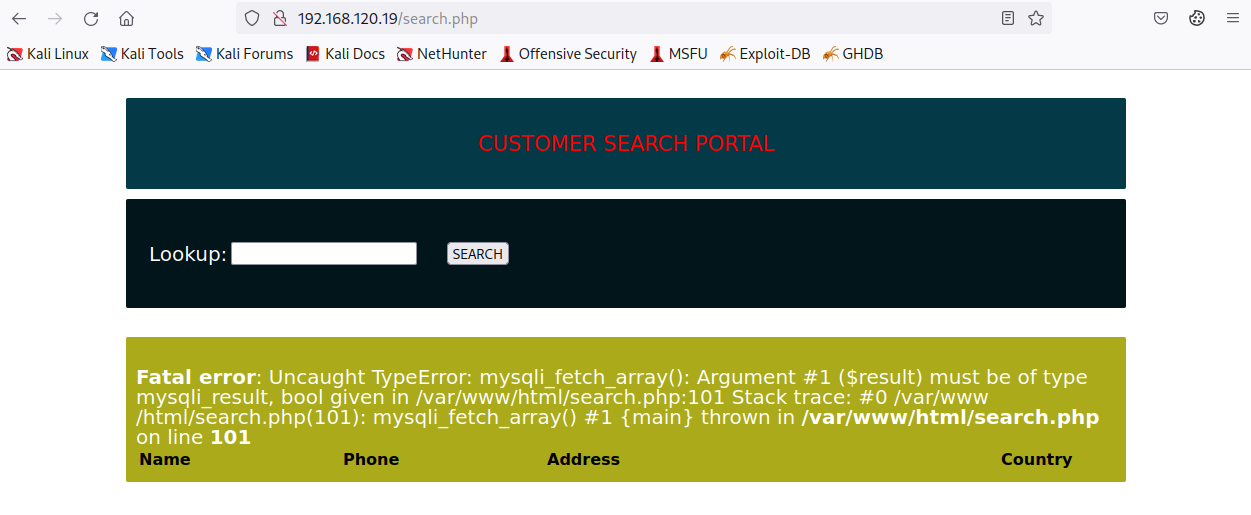 192.168.120.19/search.php
Kali Linux Kali Tools Kali Forums Kali Docs NetHunter Offensive Security MSFU Exploit-DB GHDB
CUSTOMER SEARCH PORTAL
Lookup: SEARCH
Fatal error: Uncaught TypeError: mysqli_fetch_array(): Argument #1 ($result) must be of type
mysqli_result, bool given in /var/www/html/search.php:101 Stack trace: #0 /var/www
/html/search.php(101): mysqli_fetch_array() #1 {main} thrown in /var/www/html/search.php
on line 101
Name Phone Address Country